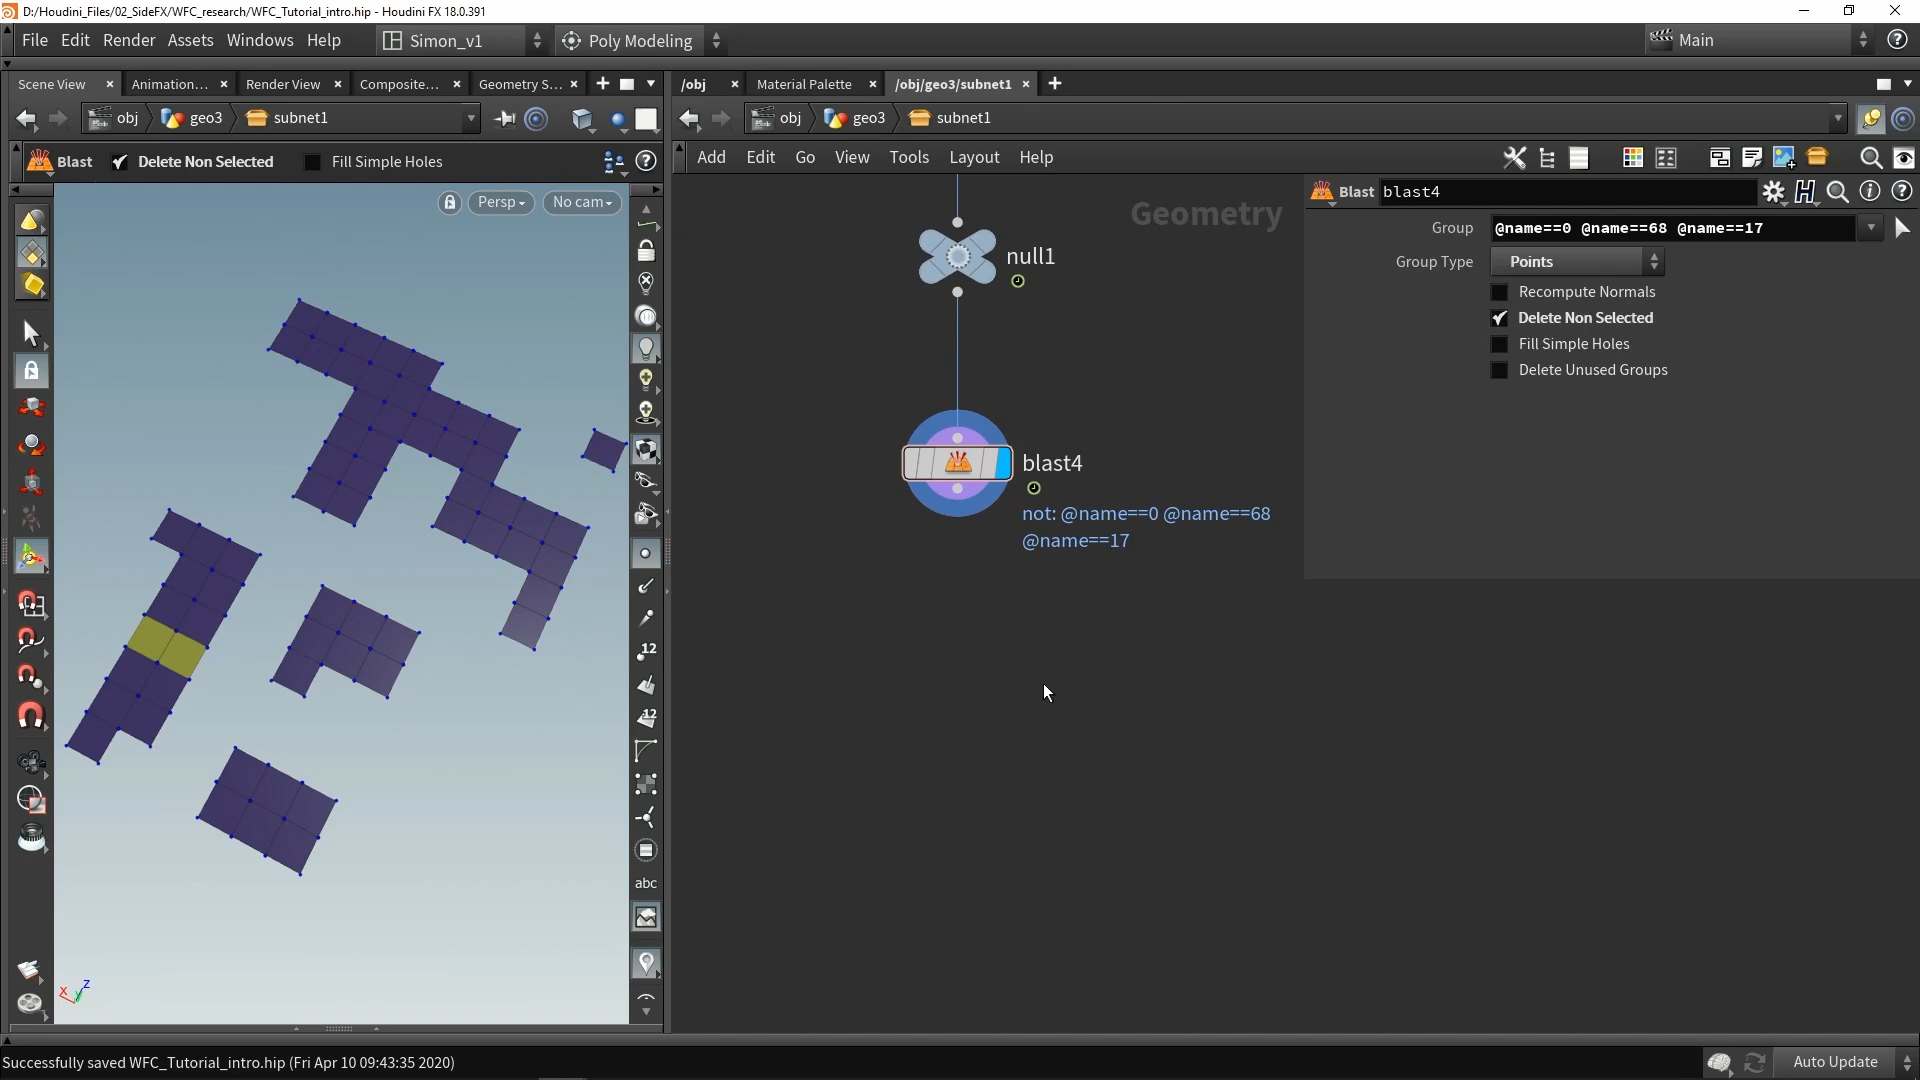 D:/Houdini_Files/02_SideFX/WFC_research/WFC_Tutorial_intro.hip - Houdini FX 18.0.391
File Edit Render Assets Windows Help Simon_v1 Poly Modeling Main
Scene View Animation... Render View Composite... Geometry S...
/obj Material Palette /obj/geo3/subnet1
obj geo3 subnet1
obj geo3 subnet1
Blast Delete Non Selected Fill Simple Holes
Add Edit Go View Tools Layout Help
Persp No cam
Geometry
Blast blast4
Group @name==0 @name==68 @name==17
Group Type Points
Recompute Normals
Delete Non Selected
Fill Simple Holes
Delete Unused Groups
null1
blast4
not: @name==0 @name==68
@name==17
12
12
abc
x y z
Successfully saved WFC_Tutorial_intro.hip (Fri Apr 10 09:43:35 2020)
Auto Update